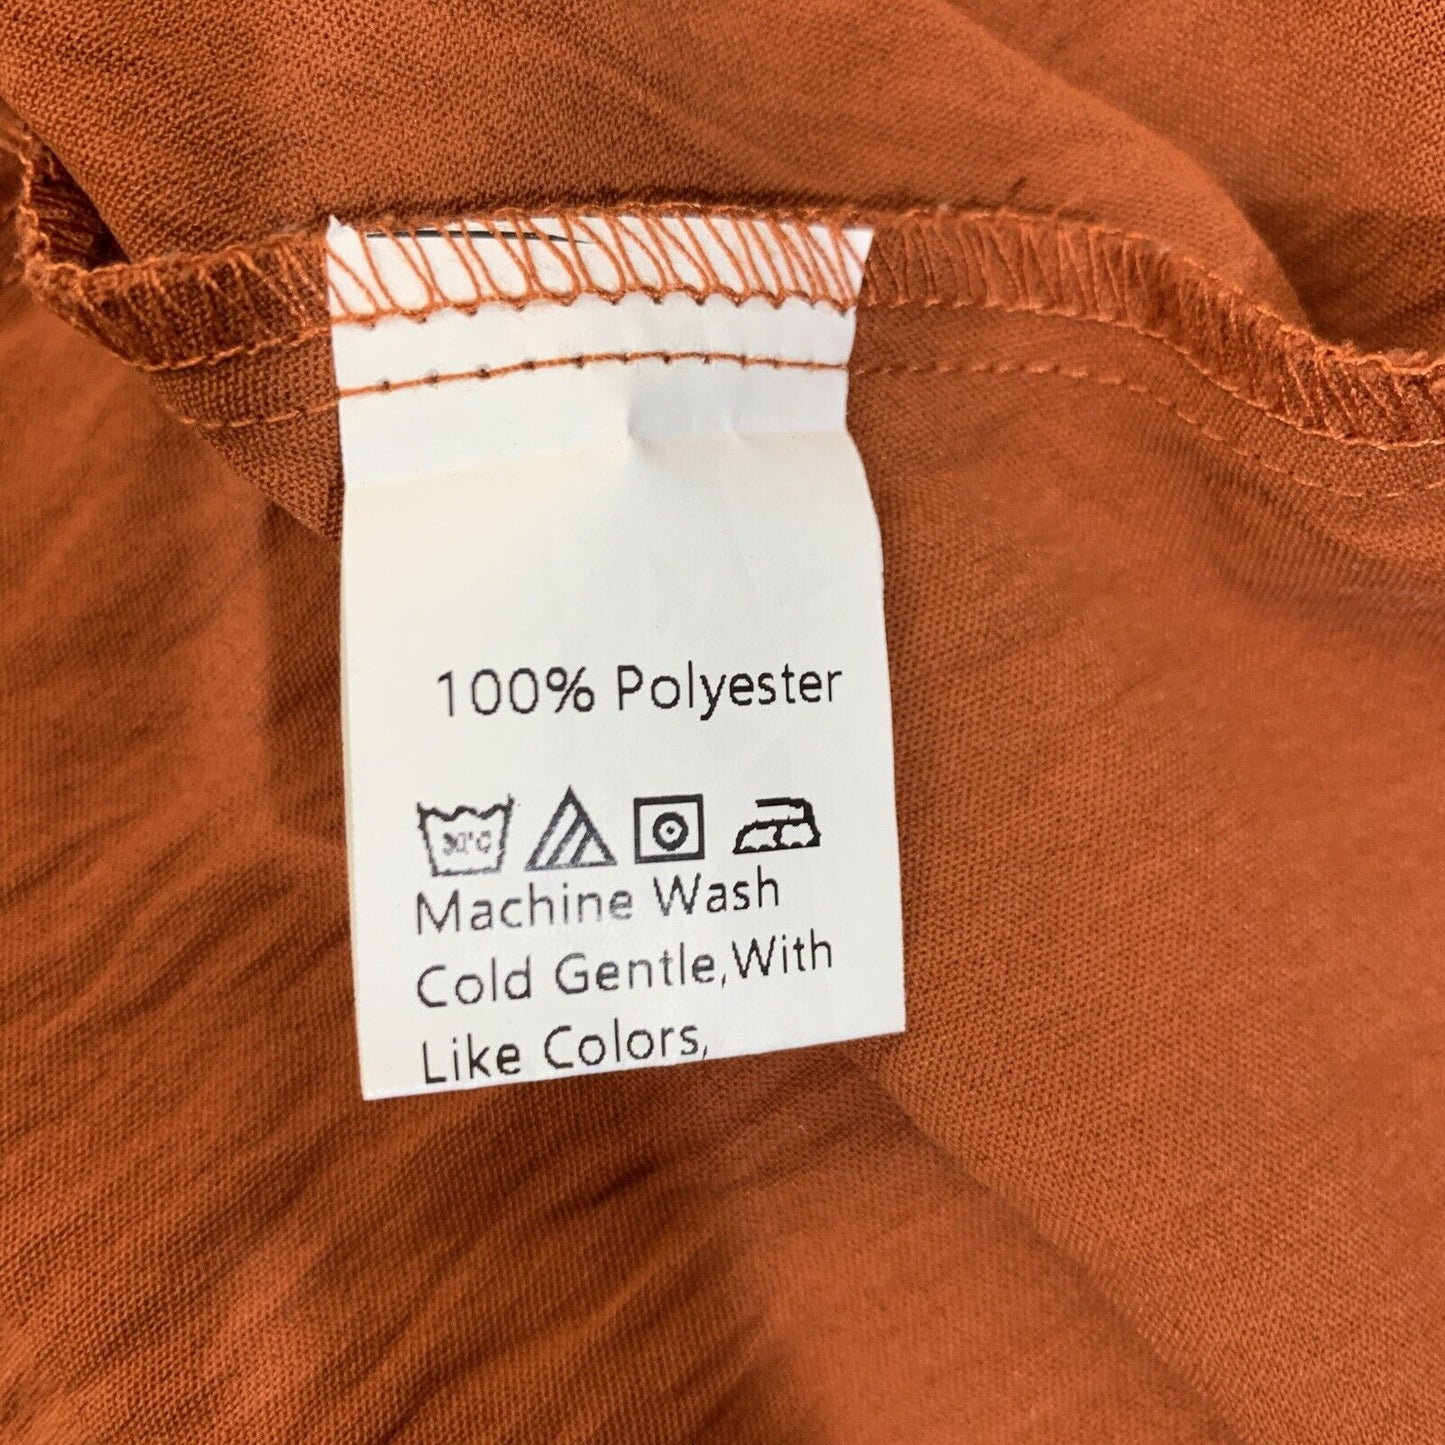 100% Polyester
30°C
Machine Wash
Cold Gentle,With
Like Colors,